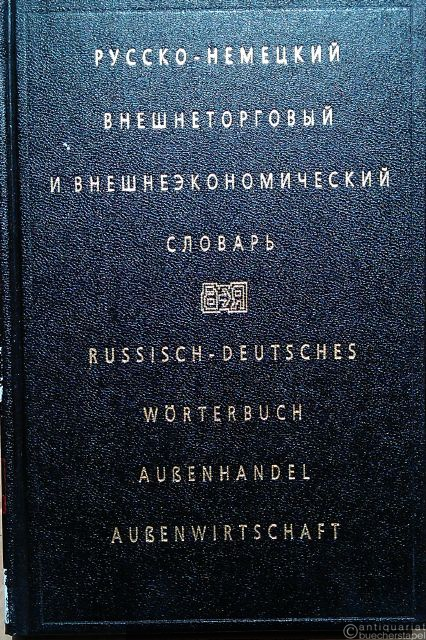 РУССКО-НЕМЕЦКИЙ
ВНЕШНЕТОРГОВЫЙ
И ВНЕШНЕЭКОНОМИЧЕСКИЙ
СЛОВАРЬ
RUSSISCH-DEUTSCHES
WÖRTERBUCH
AUßENHANDEL
AUßENWIRTSCHAFT
©antiquariat
buecherstapel